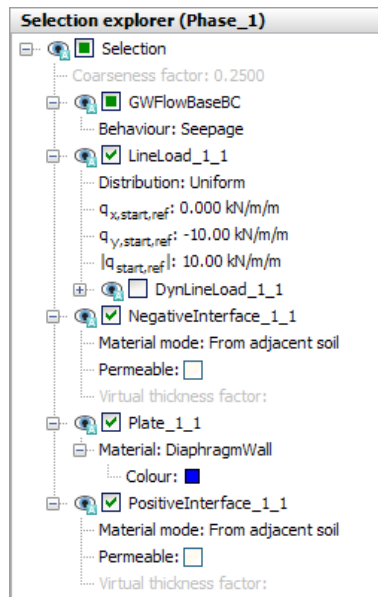 Selection explorer (Phase_1)
Selection
Coarseness factor: 0.2500
GWFlowBaseBC
Behaviour: Seepage
LineLoad_1_1
Distribution: Uniform
qx,start,ref: 0.000 kN/m/m
qy,start,ref: -10.00 kN/m/m
|qstart,ref|: 10.00 kN/m/m
DynLineLoad_1_1
NegativeInterface_1_1
Material mode: From adjacent soil
Permeable:
Virtual thickness factor:
Plate_1_1
Material: DiaphragmWall
Colour:
PositiveInterface_1_1
Material mode: From adjacent soil
Permeable:
Virtual thickness factor: